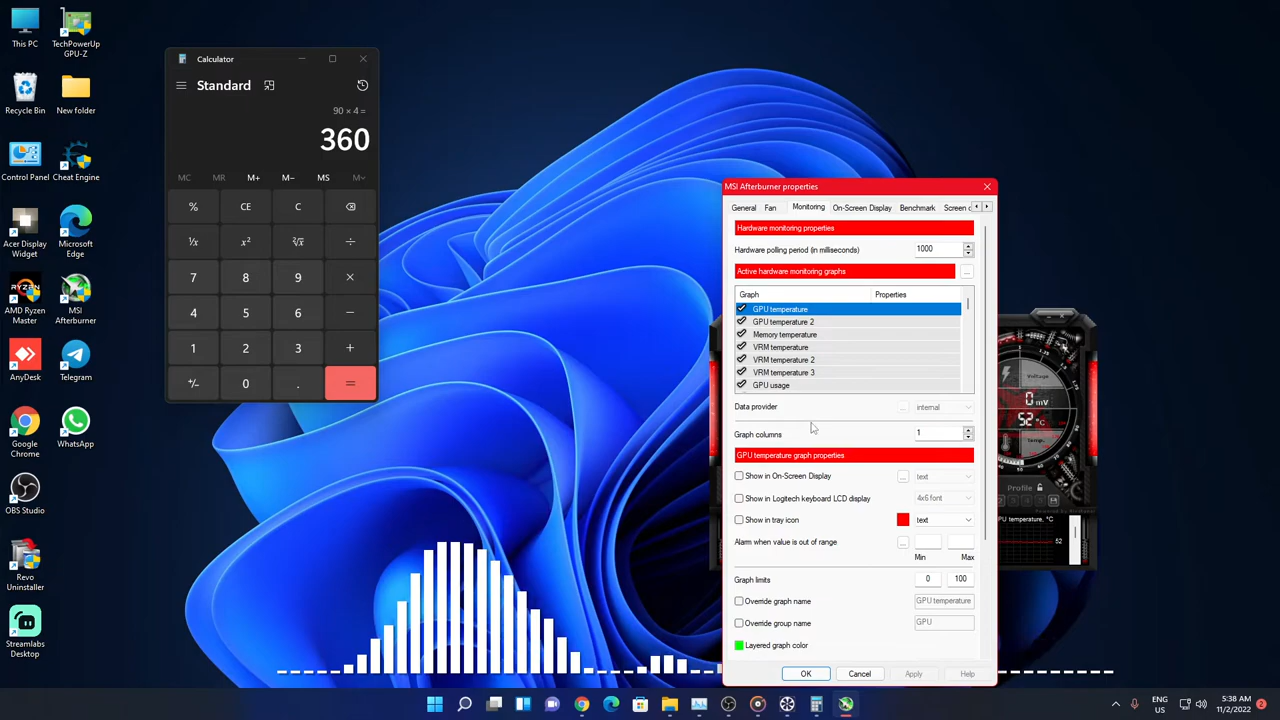 This PC
TechPowerUp
GPU-Z
Recycle Bin
New folder
Control Panel
Cheat Engine
Acer Display
Widget
Microsoft
Edge
AMD Ryzen
Master
MSI
Afterburner
AnyDesk
Telegram
Google
Chrome
WhatsApp
OBS Studio
Revo
Uninstaller
Streamlabs
Desktop
Calculator
Standard
90 × 4=
360
MC
MR
M+
M−
MS
M˅
%
CE
C
⅟x
x²
²√x
÷
7
8
9
×
4
5
6
−
1
2
3
+
+/−
0
.
=
MSI Afterburner properties
General
Fan
Monitoring
On-Screen Display
Benchmark
Screen c
Hardware monitoring properties
Hardware polling period (in milliseconds)
1000
Active hardware monitoring graphs
...
Graph
Properties
GPU temperature
GPU temperature 2
Memory temperature
VRM temperature
VRM temperature 2
VRM temperature 3
GPU usage
Data provider
...
internal
Graph columns
1
GPU temperature graph properties
Show in On-Screen Display
...
text
Show in Logitech keyboard LCD display
4x6 font
Show in tray icon
text
Alarm when value is out of range
...
Min
Max
Graph limits
0
100
Override graph name
GPU temperature
Override group name
GPU
Layered graph color
OK
Cancel
Apply
Help
Voltage
0 mV
52 °C
Temp.
Profile
PU temperature, °C
52
ENG
US
5:38 AM
11/2/2022
2